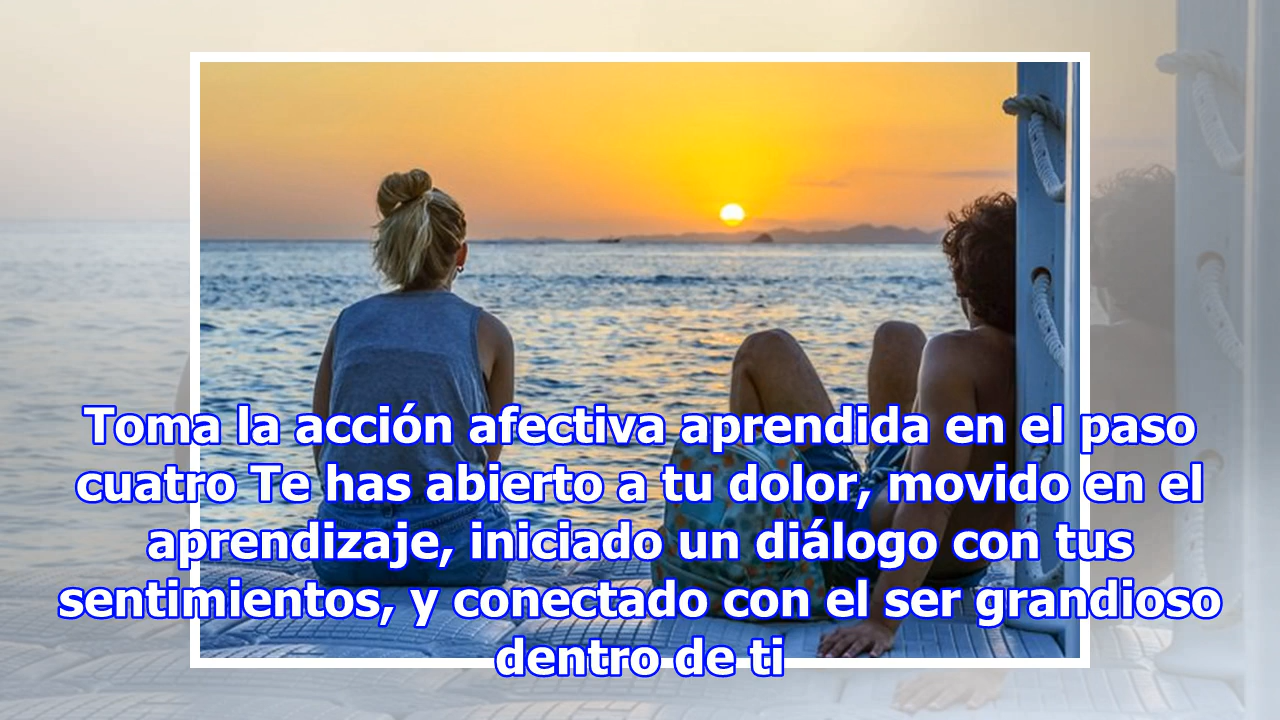 Toma la acción afectiva aprendida en el paso
cuatro Te has abierto a tu dolor, movido en el
aprendizaje, iniciado un diálogo con tus
sentimientos, y conectado con el ser grandioso
dentro de ti